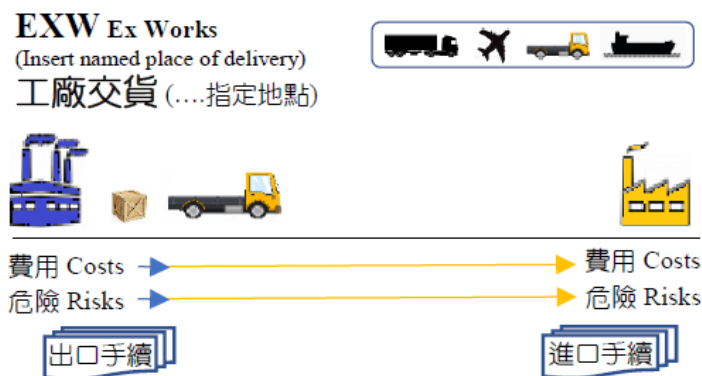 EXW Ex Works
(Insert named place of delivery)
工廠交貨 (….指定地點)
費用 Costs
費用 Costs
危險 Risks
危險 Risks
出口手續
進口手續